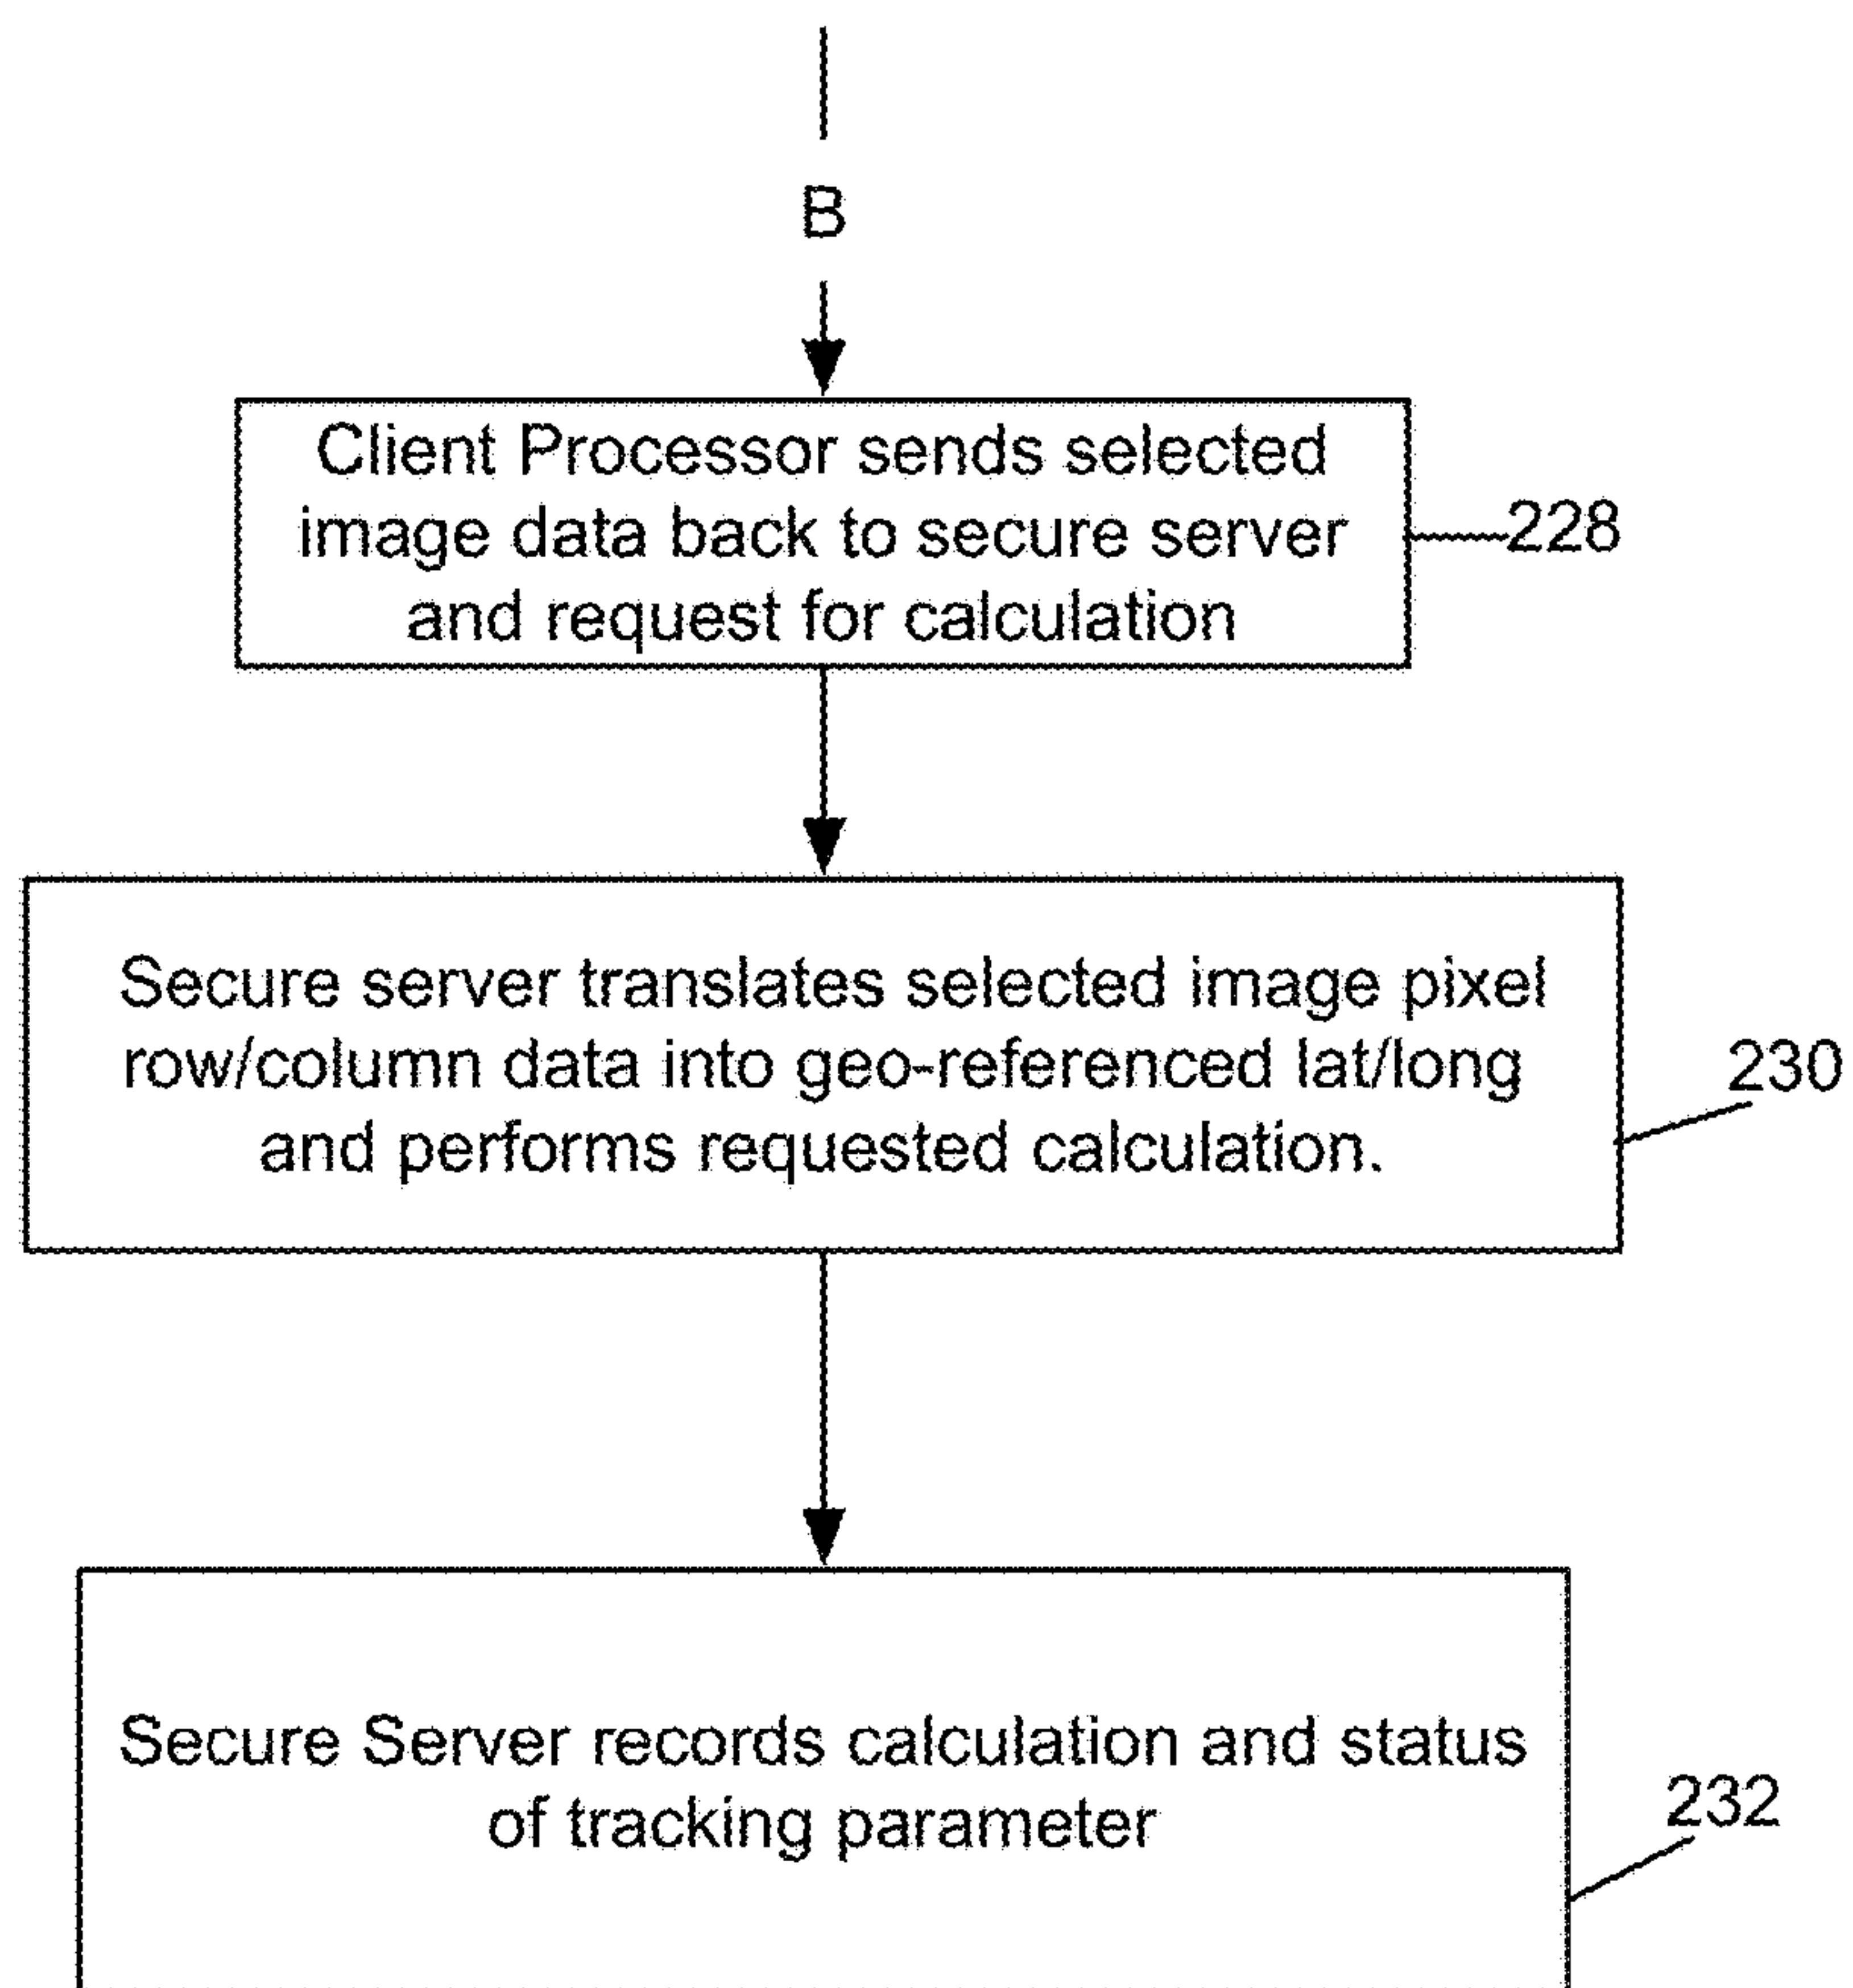 B
Client Processor sends selected
image data back to secure server
and request for calculation
228
Secure server translates selected image pixel
row/column data into geo-referenced lat/long
and performs requested calculation.
230
Secure Server records calculation and status
of tracking parameter
232